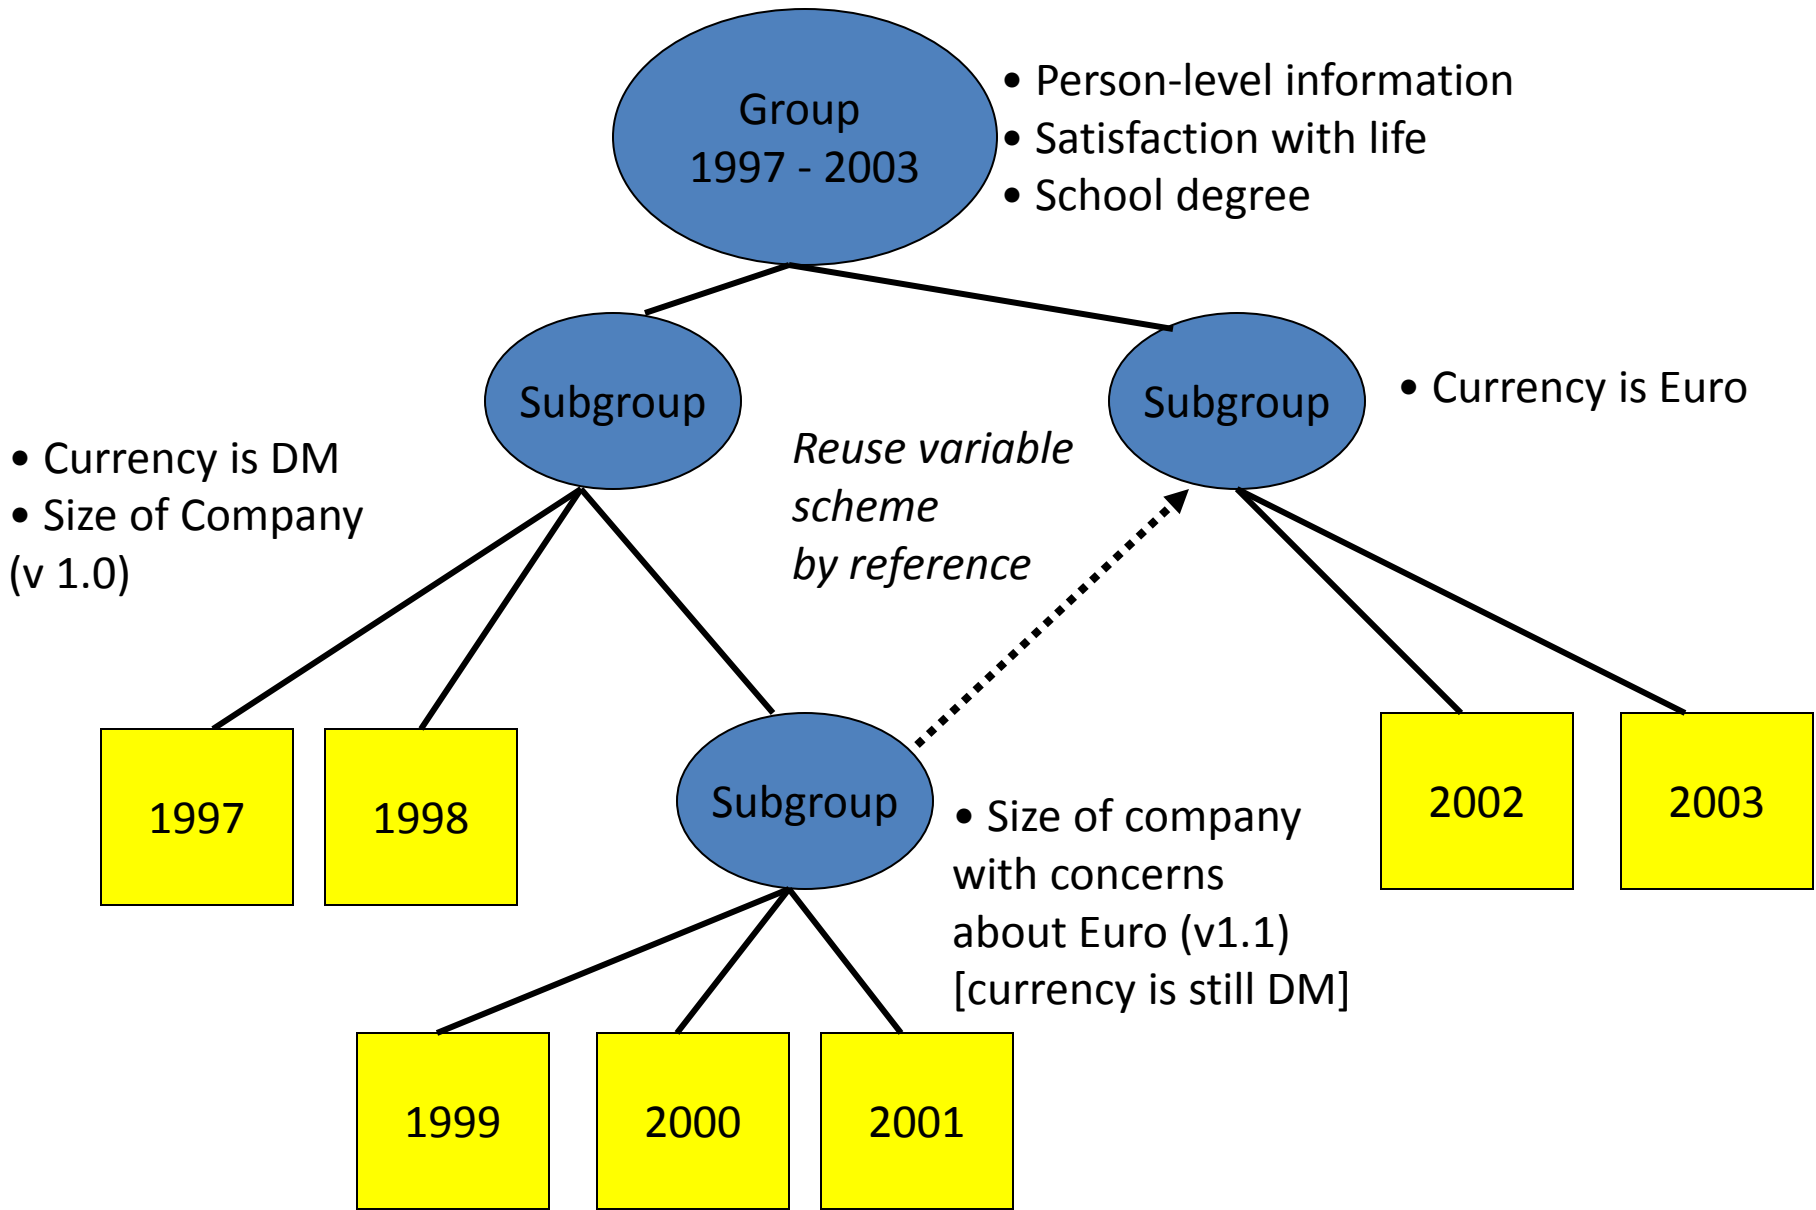 Group
1997 - 2003
• Person-level information
• Satisfaction with life
• School degree
Subgroup
Subgroup
• Currency is Euro
• Currency is DM
• Size of Company
(v 1.0)
Reuse variable
scheme
by reference
1997
1998
Subgroup
• Size of company
with concerns
about Euro (v1.1)
[currency is still DM]
2002
2003
1999
2000
2001